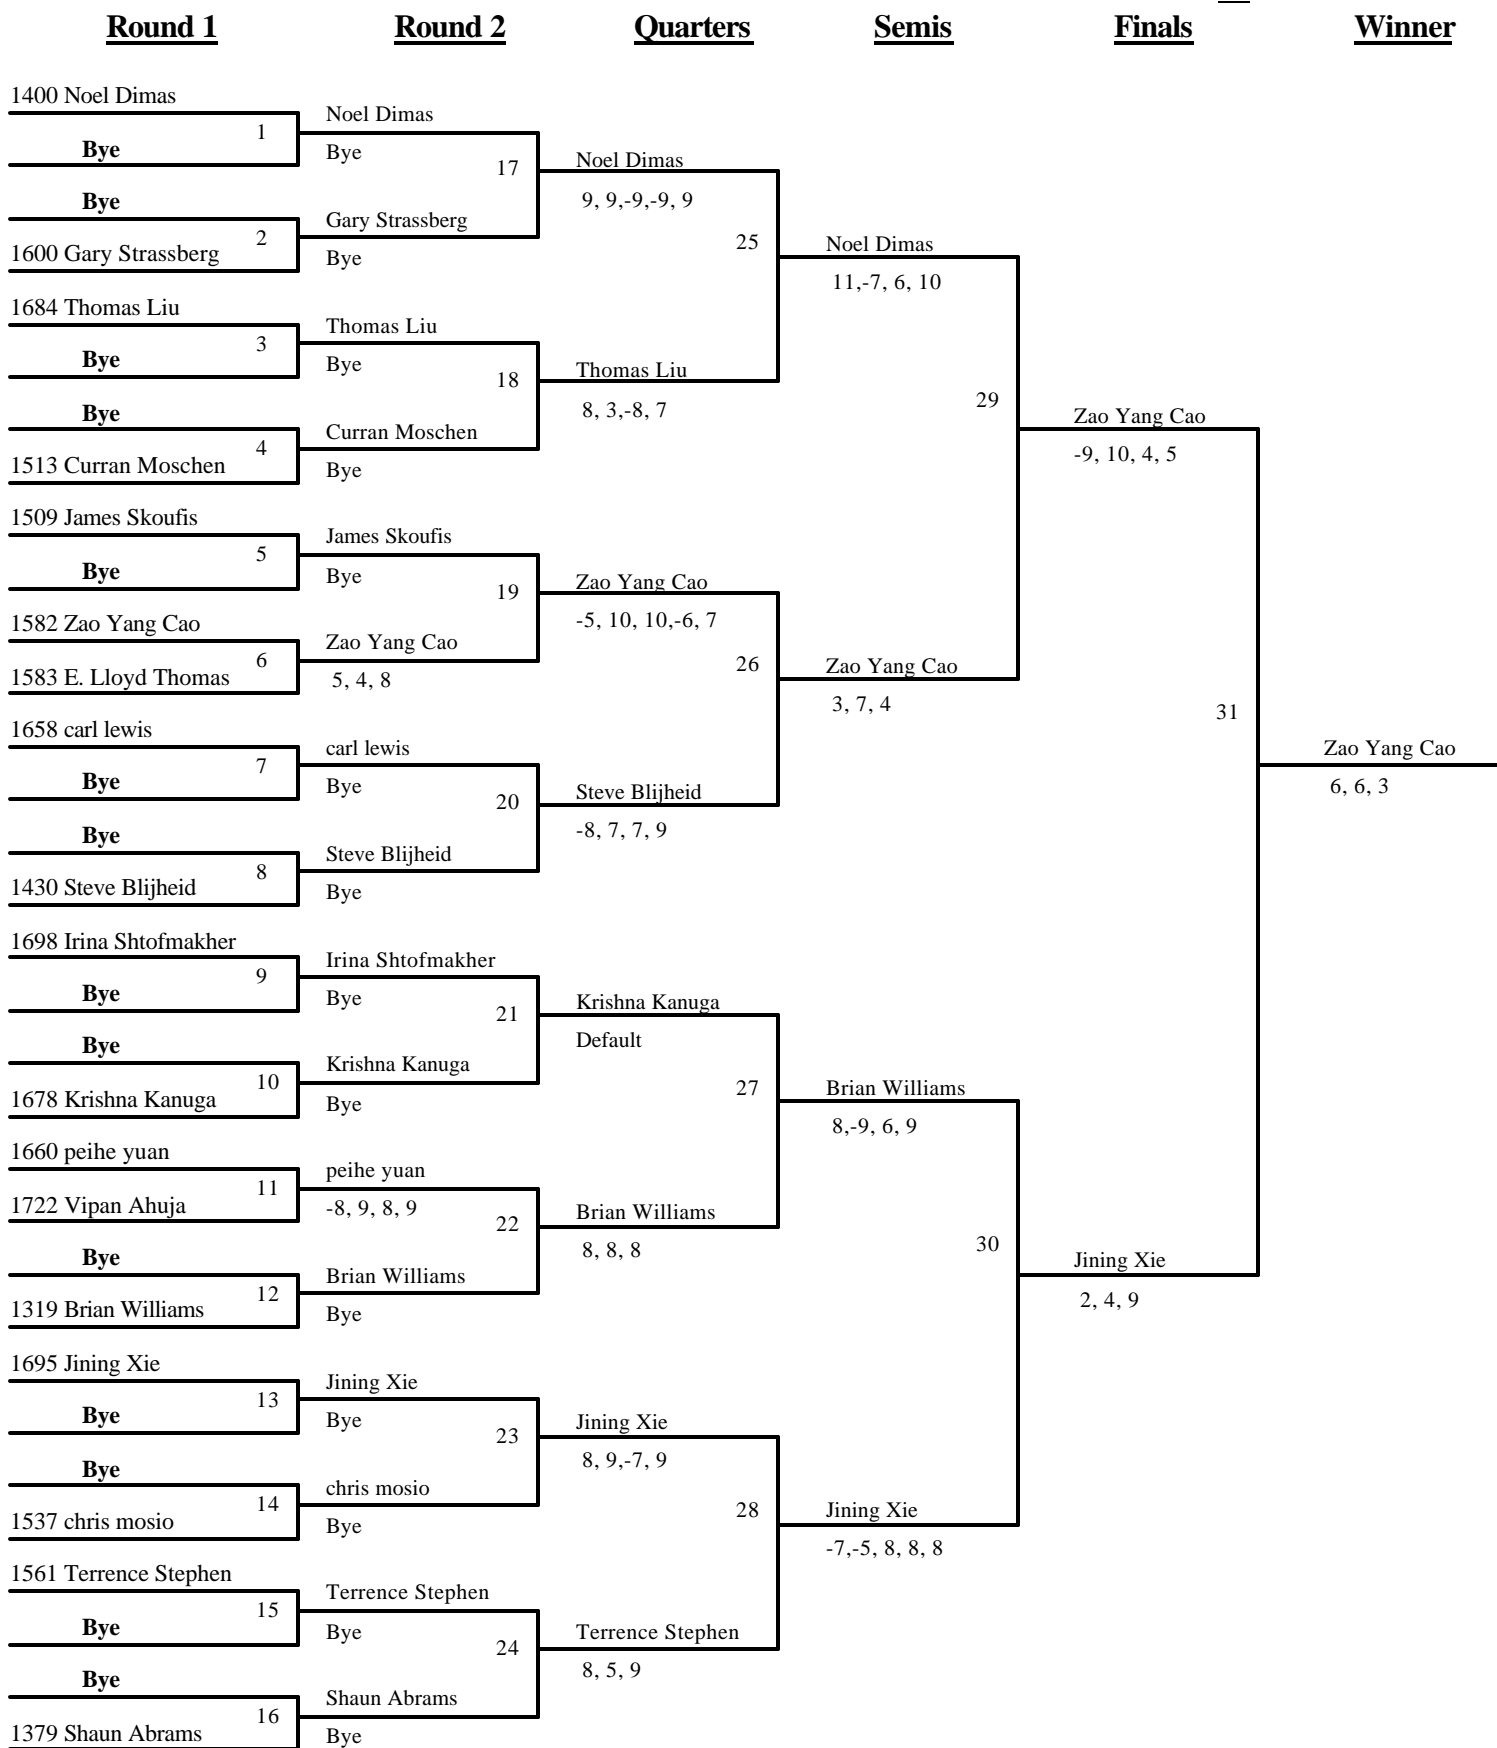 Round 1
Round 2
Quarters
Semis
Finals
Winner
1400 Noel Dimas
Bye
1
Bye
1600 Gary Strassberg
2
1684 Thomas Liu
Bye
3
Bye
1513 Curran Moschen
4
1509 James Skoufis
Bye
5
1582 Zao Yang Cao
1583 E. Lloyd Thomas
6
1658 carl lewis
Bye
7
Bye
1430 Steve Blijheid
8
1698 Irina Shtofmakher
Bye
9
Bye
1678 Krishna Kanuga
10
1660 peihe yuan
1722 Vipan Ahuja
11
Bye
1319 Brian Williams
12
1695 Jining Xie
Bye
13
Bye
1537 chris mosio
14
1561 Terrence Stephen
Bye
15
Bye
1379 Shaun Abrams
16
Noel Dimas
Bye
17
Gary Strassberg
Bye
Thomas Liu
Bye
18
Curran Moschen
Bye
James Skoufis
Bye
19
Zao Yang Cao
5, 4, 8
carl lewis
Bye
20
Steve Blijheid
Bye
Irina Shtofmakher
Bye
21
Krishna Kanuga
Bye
peihe yuan
-8, 9, 8, 9
22
Brian Williams
Bye
Jining Xie
Bye
23
chris mosio
Bye
Terrence Stephen
Bye
24
Shaun Abrams
Bye
Noel Dimas
9, 9,-9,-9, 9
25
Thomas Liu
8, 3,-8, 7
Zao Yang Cao
-5, 10, 10,-6, 7
26
Steve Blijheid
-8, 7, 7, 9
Krishna Kanuga
Default
27
Brian Williams
8, 8, 8
Jining Xie
8, 9,-7, 9
28
Terrence Stephen
8, 5, 9
Noel Dimas
11,-7, 6, 10
29
Zao Yang Cao
3, 7, 4
Brian Williams
8,-9, 6, 9
30
Jining Xie
-7,-5, 8, 8, 8
Zao Yang Cao
-9, 10, 4, 5
31
Jining Xie
2, 4, 9
Zao Yang Cao
6, 6, 3